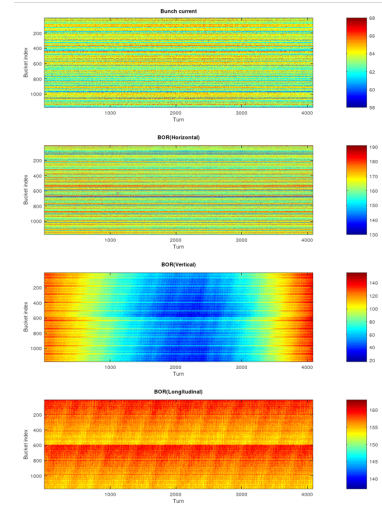 Bunch current
68
66
64
62
60
58
200
400
600
800
1000
Bucket index
1000 2000 3000 4000
Turn
BOR(Horizontal)
190
180
170
160
150
140
130
200
400
600
800
1000
Bucket index
1000 2000 3000 4000
Turn
BOR(Vertical)
140
120
100
80
60
40
20
200
400
600
800
1000
Bucket index
1000 2000 3000 4000
Turn
BOR(Longitudinal)
160
155
150
145
140
200
400
600
800
1000
Bucket index
1000 2000 3000 4000
Turn